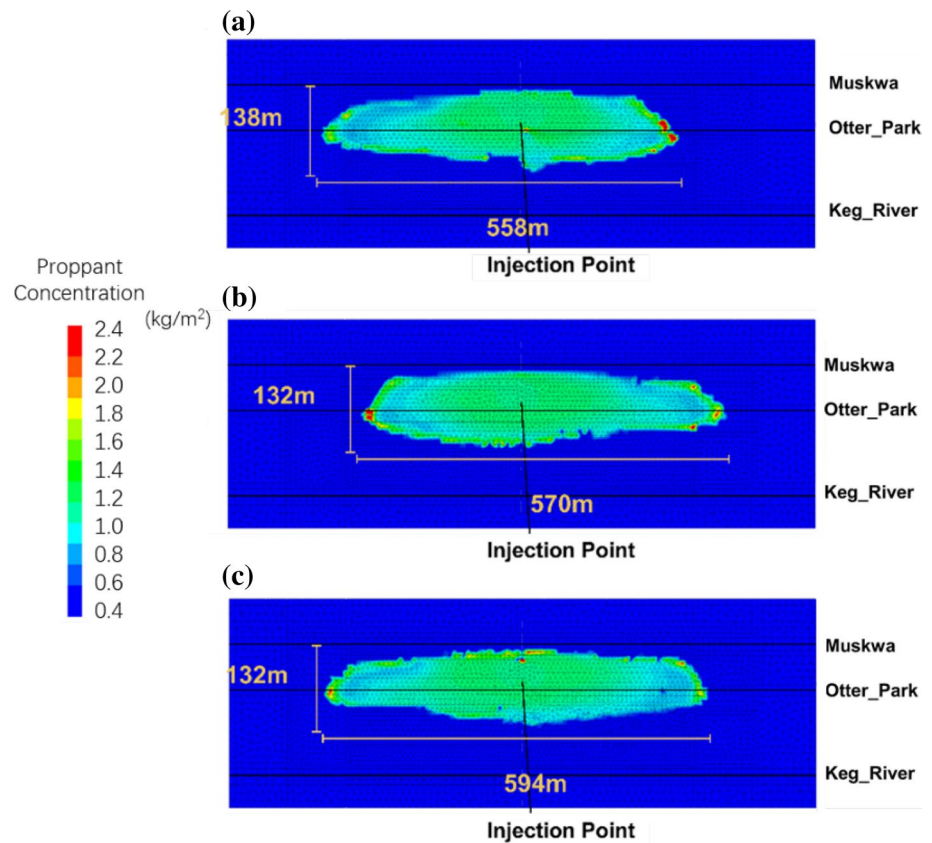 (a)
Muskwa
138m
Otter_Park
Keg_River
558m
Injection Point
Proppant
Concentration
(kg/m²)
2.4
2.2
2.0
1.8
1.6
1.4
1.2
1.0
0.8
0.6
0.4
(b)
Muskwa
132m
Otter_Park
Keg_River
570m
Injection Point
(c)
Muskwa
132m
Otter_Park
Keg_River
594m
Injection Point